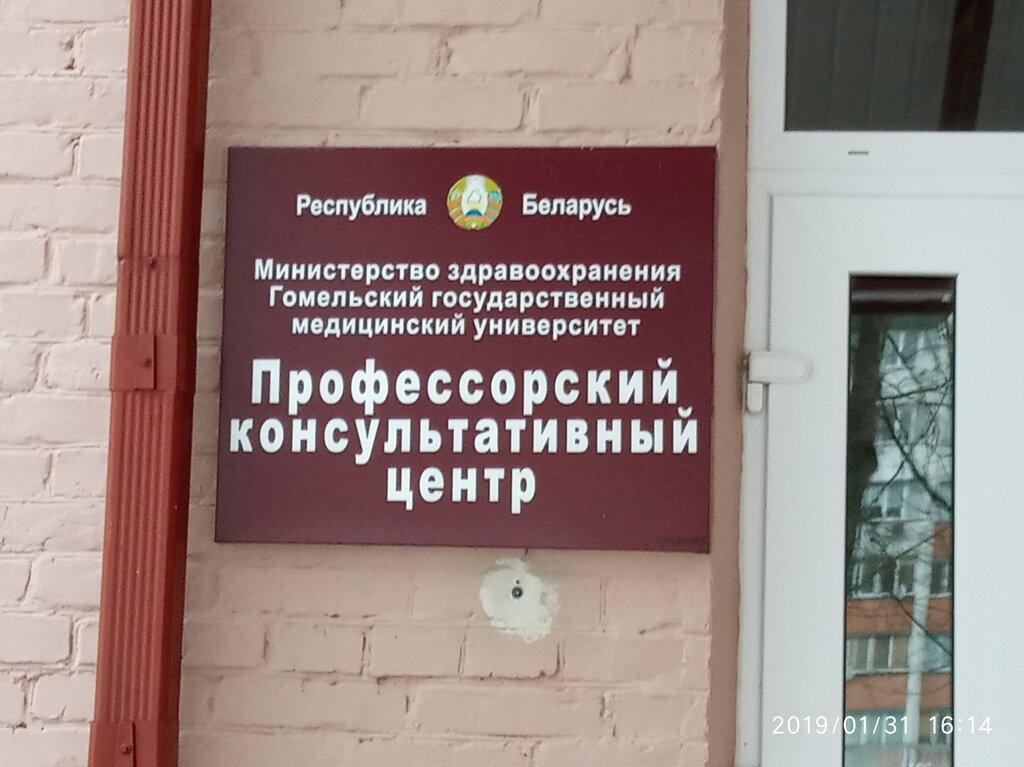 Республика Беларусь
Министерство здравоохранения
Гомельский государственный
медицинский университет
Профессорский
консультативный
центр
2019/01/31 16:14